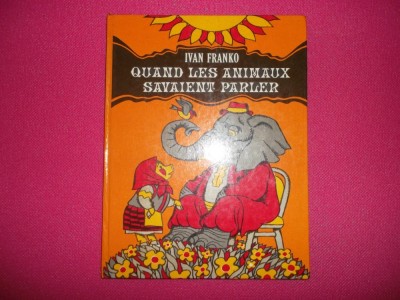 IVAN FRANKO
QUAND LES ANIMAUX
SAVAIENT PARLER